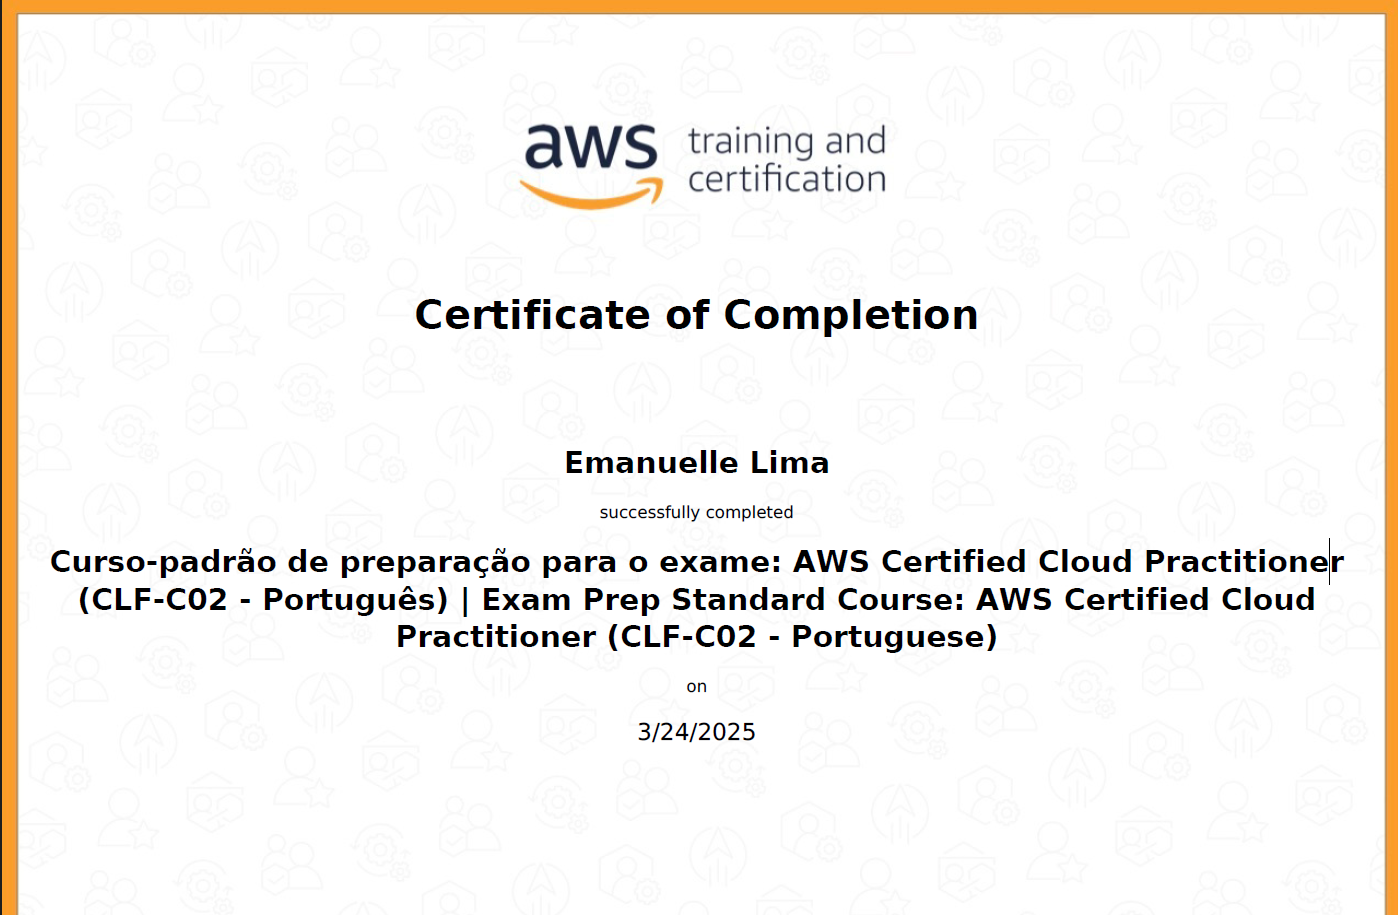 aws training and
certification
Certificate of Completion
Emanuelle Lima
successfully completed
Curso-padrão de preparação para o exame: AWS Certified Cloud Practitioner
(CLF-C02 - Português) | Exam Prep Standard Course: AWS Certified Cloud
Practitioner (CLF-C02 - Portuguese)
on
3/24/2025